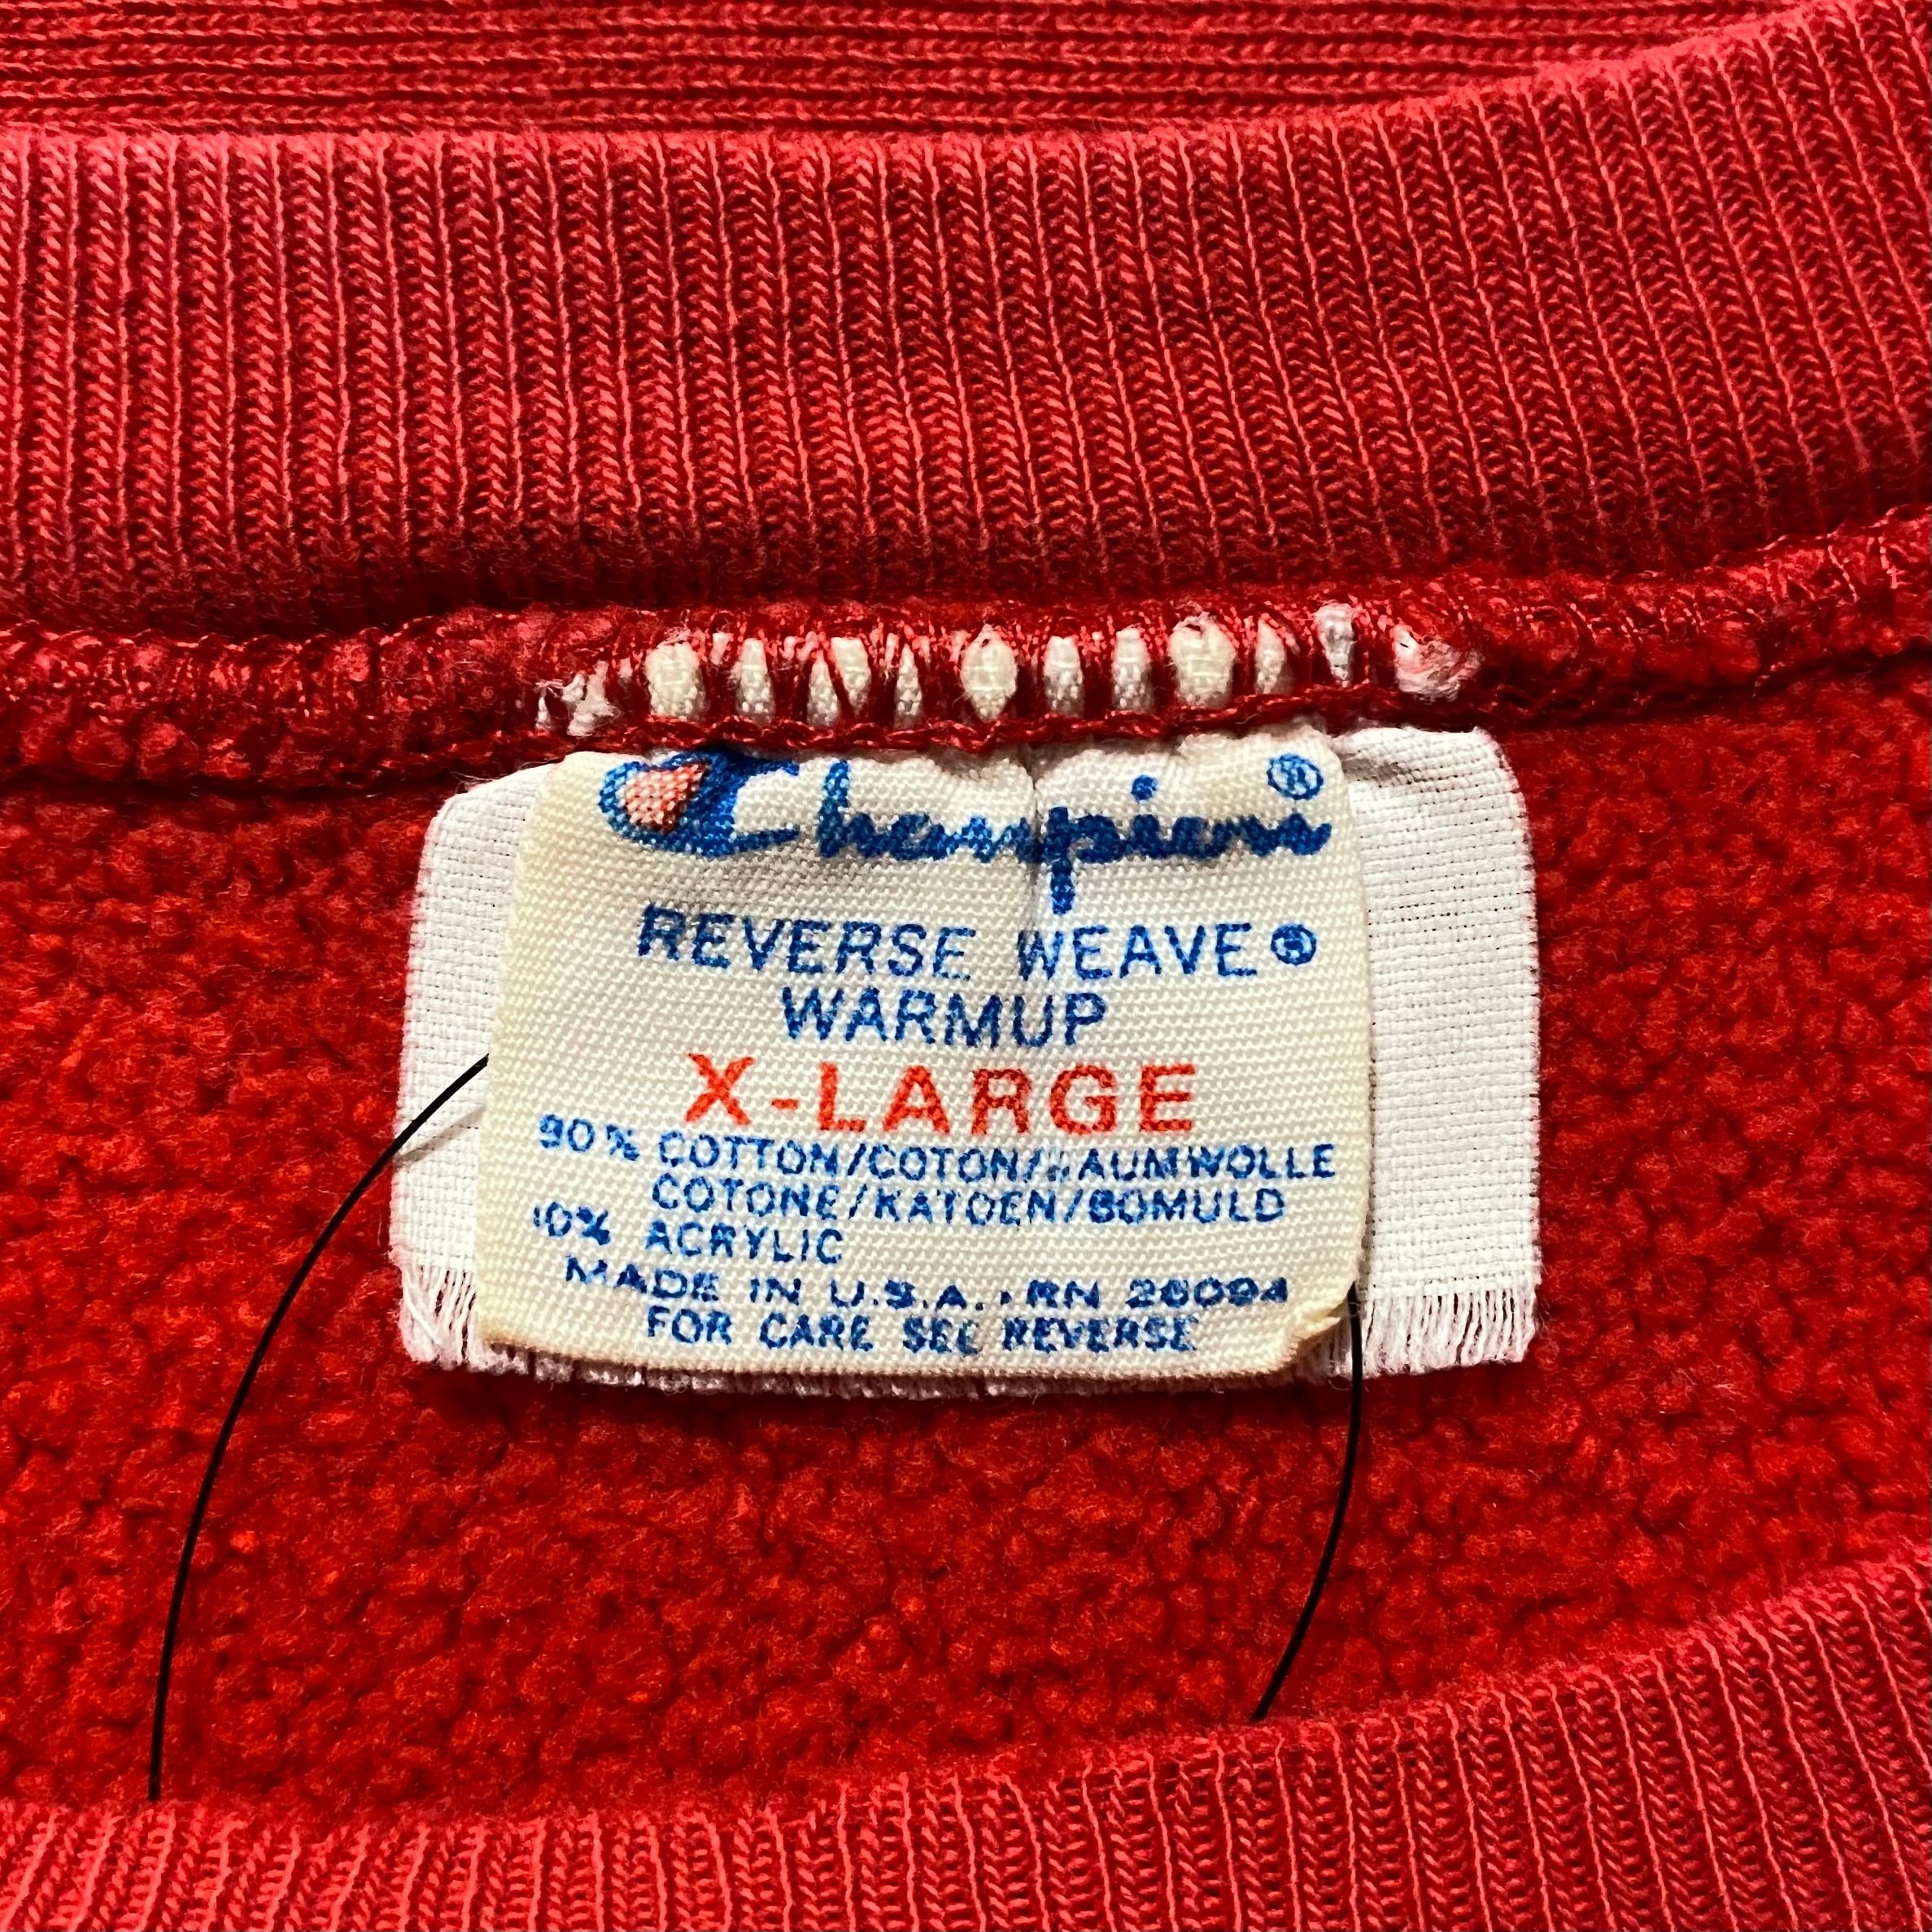 Champion®
REVERSE WEAVE®
WARMUP
X-LARGE
90% COTTON/COTON/BAUMWOLLE
COTONE/KATOEN/BOMULD
10% ACRYLIC
MADE IN U.S.A. · RN 26094
FOR CARE SEE REVERSE